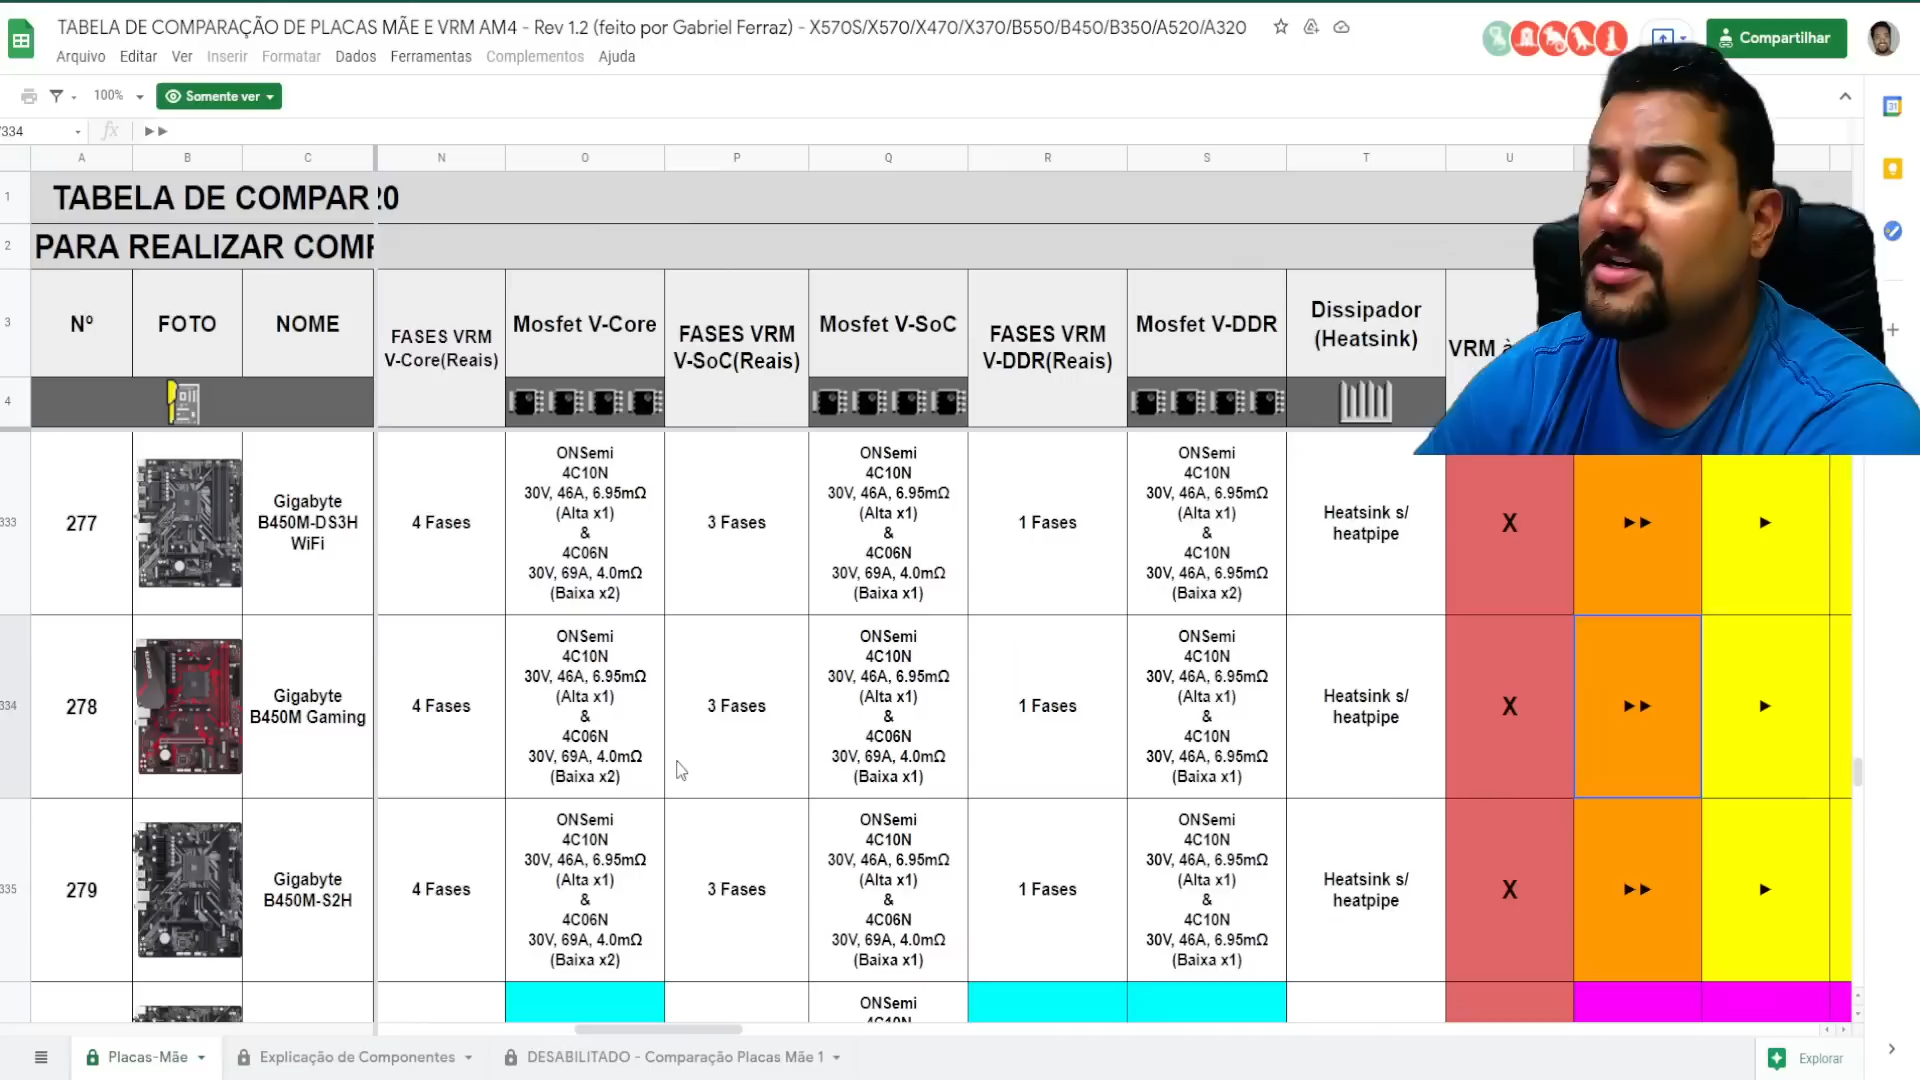 TABELA DE COMPARAÇÃO DE PLACAS MÃE E VRM AM4 - Rev 1.2 (feito por Gabriel Ferraz) - X570S/X570/X470/X370/B550/B450/B350/A520/A320
Compartilhar
Arquivo Editar Ver Inserir Formatar Dados Ferramentas Complementos Ajuda
100% Somente ver
334 fx ►►
A B C N O P Q R S T U
1 TABELA DE COMPAR 20
2 PARA REALIZAR COMP
3 Nº FOTO NOME FASES VRM V-Core(Reais) Mosfet V-Core FASES VRM V-SoC(Reais) Mosfet V-SoC FASES VRM V-DDR(Reais) Mosfet V-DDR Dissipador (Heatsink) VRM
4
333 277 Gigabyte B450M-DS3H WiFi 4 Fases
ONSemi
4C10N
30V, 46A, 6.95mΩ
(Alta x1)
&
4C06N
30V, 69A, 4.0mΩ
(Baixa x2)
3 Fases
ONSemi
4C10N
30V, 46A, 6.95mΩ
(Alta x1)
&
4C06N
30V, 69A, 4.0mΩ
(Baixa x1)
1 Fases
ONSemi
4C10N
30V, 46A, 6.95mΩ
(Alta x1)
&
4C10N
30V, 46A, 6.95mΩ
(Baixa x2)
Heatsink s/
heatpipe
X ►► ►
334 278 Gigabyte B450M Gaming 4 Fases
ONSemi
4C10N
30V, 46A, 6.95mΩ
(Alta x1)
&
4C06N
30V, 69A, 4.0mΩ
(Baixa x2)
3 Fases
ONSemi
4C10N
30V, 46A, 6.95mΩ
(Alta x1)
&
4C06N
30V, 69A, 4.0mΩ
(Baixa x1)
1 Fases
ONSemi
4C10N
30V, 46A, 6.95mΩ
(Alta x1)
&
4C10N
30V, 46A, 6.95mΩ
(Baixa x1)
Heatsink s/
heatpipe
X ►► ►
335 279 Gigabyte B450M-S2H 4 Fases
ONSemi
4C10N
30V, 46A, 6.95mΩ
(Alta x1)
&
4C06N
30V, 69A, 4.0mΩ
(Baixa x2)
3 Fases
ONSemi
4C10N
30V, 46A, 6.95mΩ
(Alta x1)
&
4C06N
30V, 69A, 4.0mΩ
(Baixa x1)
1 Fases
ONSemi
4C10N
30V, 46A, 6.95mΩ
(Alta x1)
&
4C10N
30V, 46A, 6.95mΩ
(Baixa x1)
Heatsink s/
heatpipe
X ►► ►
ONSemi
4C10N
Placas-Mãe Explicação de Componentes DESABILITADO - Comparação Placas Mãe 1 Explorar